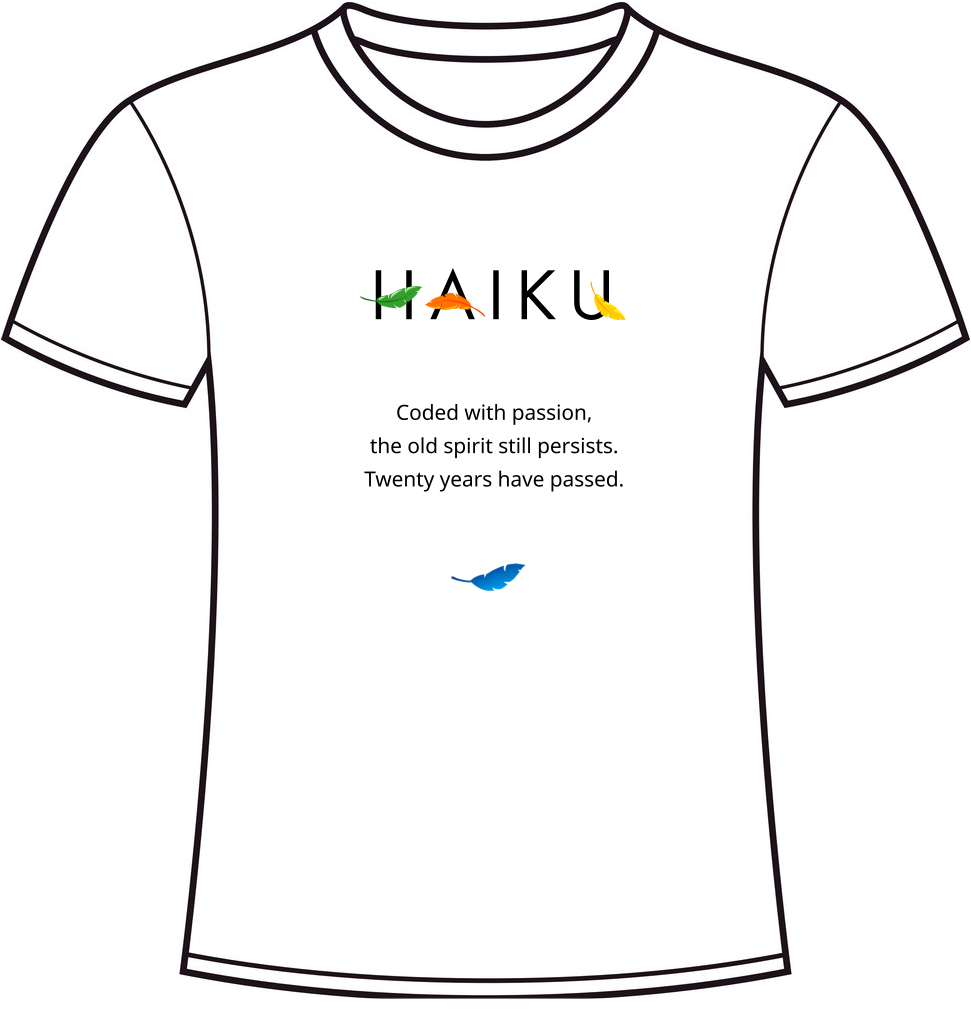 HAIKU
Coded with passion,
the old spirit still persists.
Twenty years have passed.